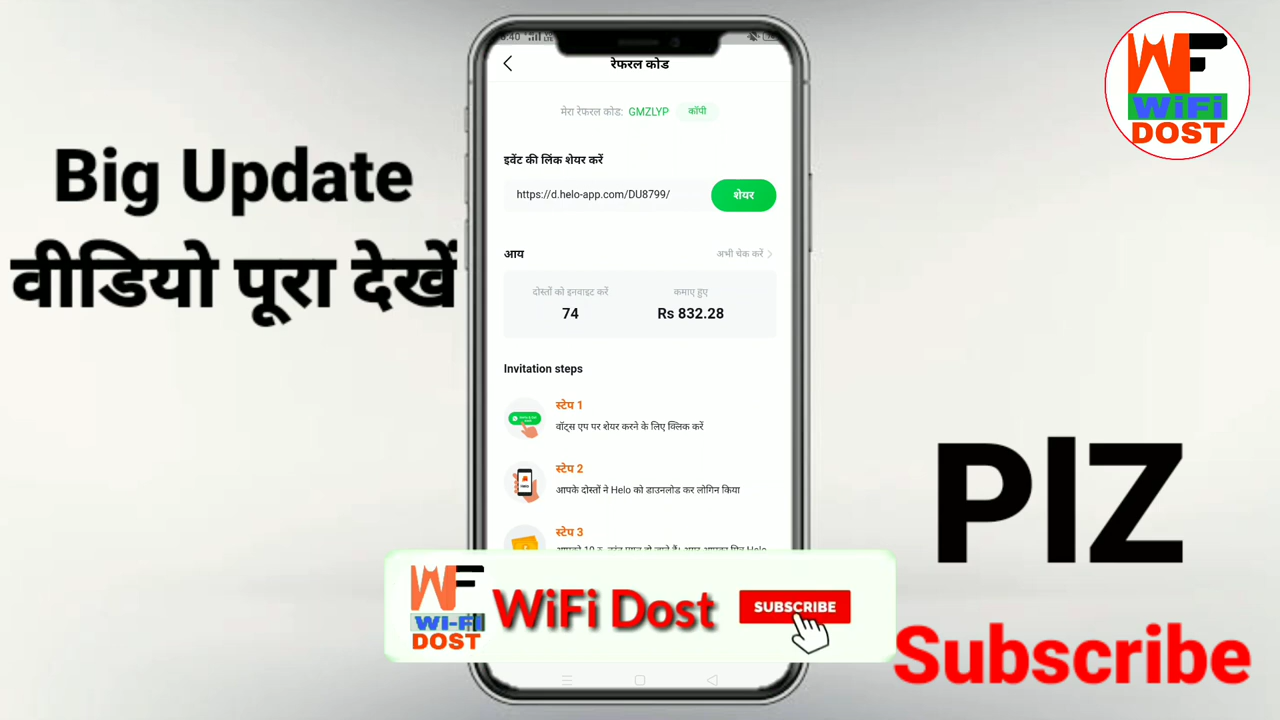 Big Update
वीडियो पूरा देखें
रेफरल कोड
मेरा रेफरल कोड: GMZLYP कॉपी
इवेंट की लिंक शेयर करें
https://d.helo-app.com/DU8799/
शेयर
आय
अभी चेक करें
दोस्तों को इनवाइट करें
कमाए हुए
74
Rs 832.28
Invitation steps
स्टेप 1
वॉट्स एप पर शेयर करने के लिए क्लिक करें
स्टेप 2
आपके दोस्तों ने Helo को डाउनलोड कर लोगिन किया
स्टेप 3
WF
WiFi
DOST
PlZ
Subscribe
WF
WI-FI
DOST
WiFi Dost
SUBSCRIBE